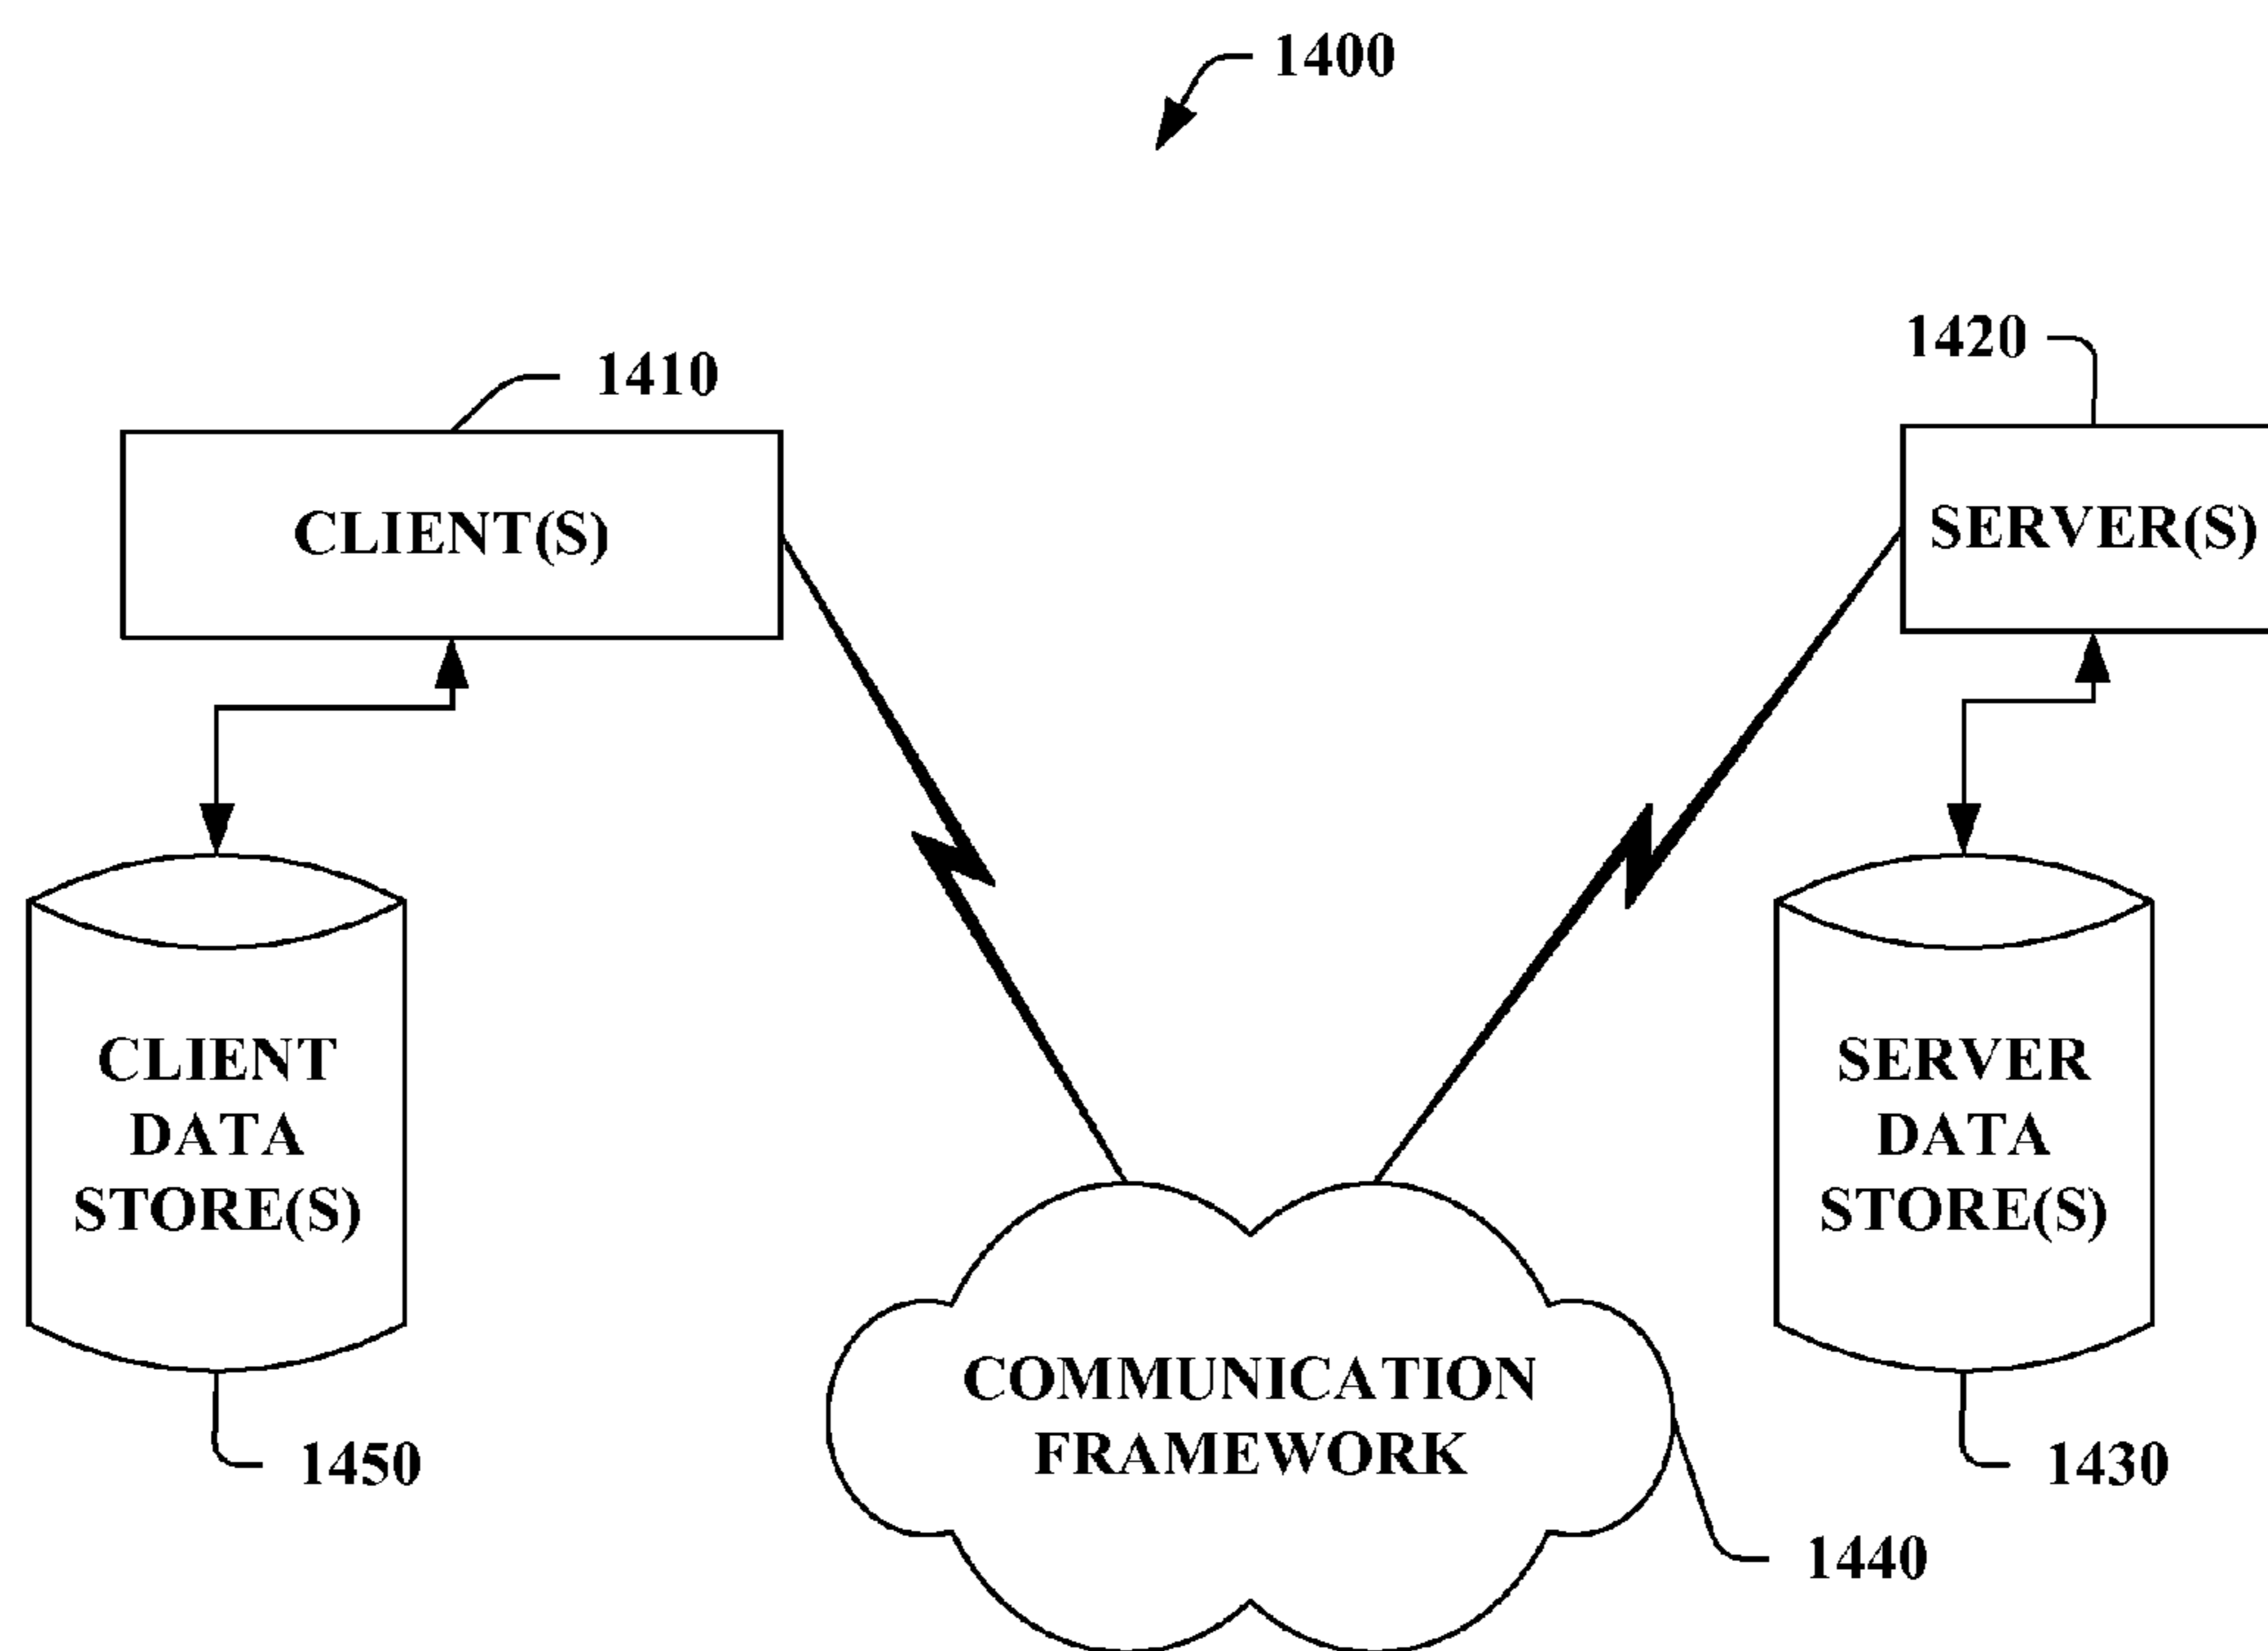 1400
1410
1420
CLIENT(S)
SERVER(S)
CLIENT
DATA
STORE(S)
SERVER
DATA
STORE(S)
COMMUNICATION
FRAMEWORK
1450
1430
1440